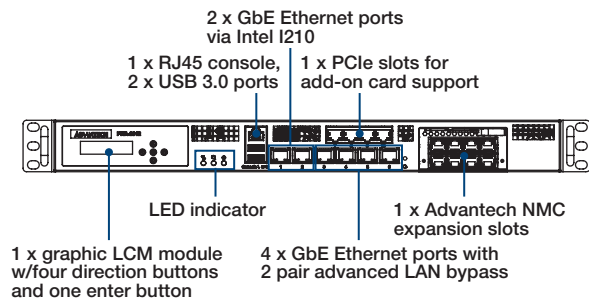 2 x GbE Ethernet ports
via Intel I210
1 x RJ45 console,
2 x USB 3.0 ports
1 x PCIe slots for
add-on card support
ADVANTECH
LED indicator
1 x Advantech NMC
expansion slots
1 x graphic LCM module
w/four direction buttons
and one enter button
4 x GbE Ethernet ports with
2 pair advanced LAN bypass